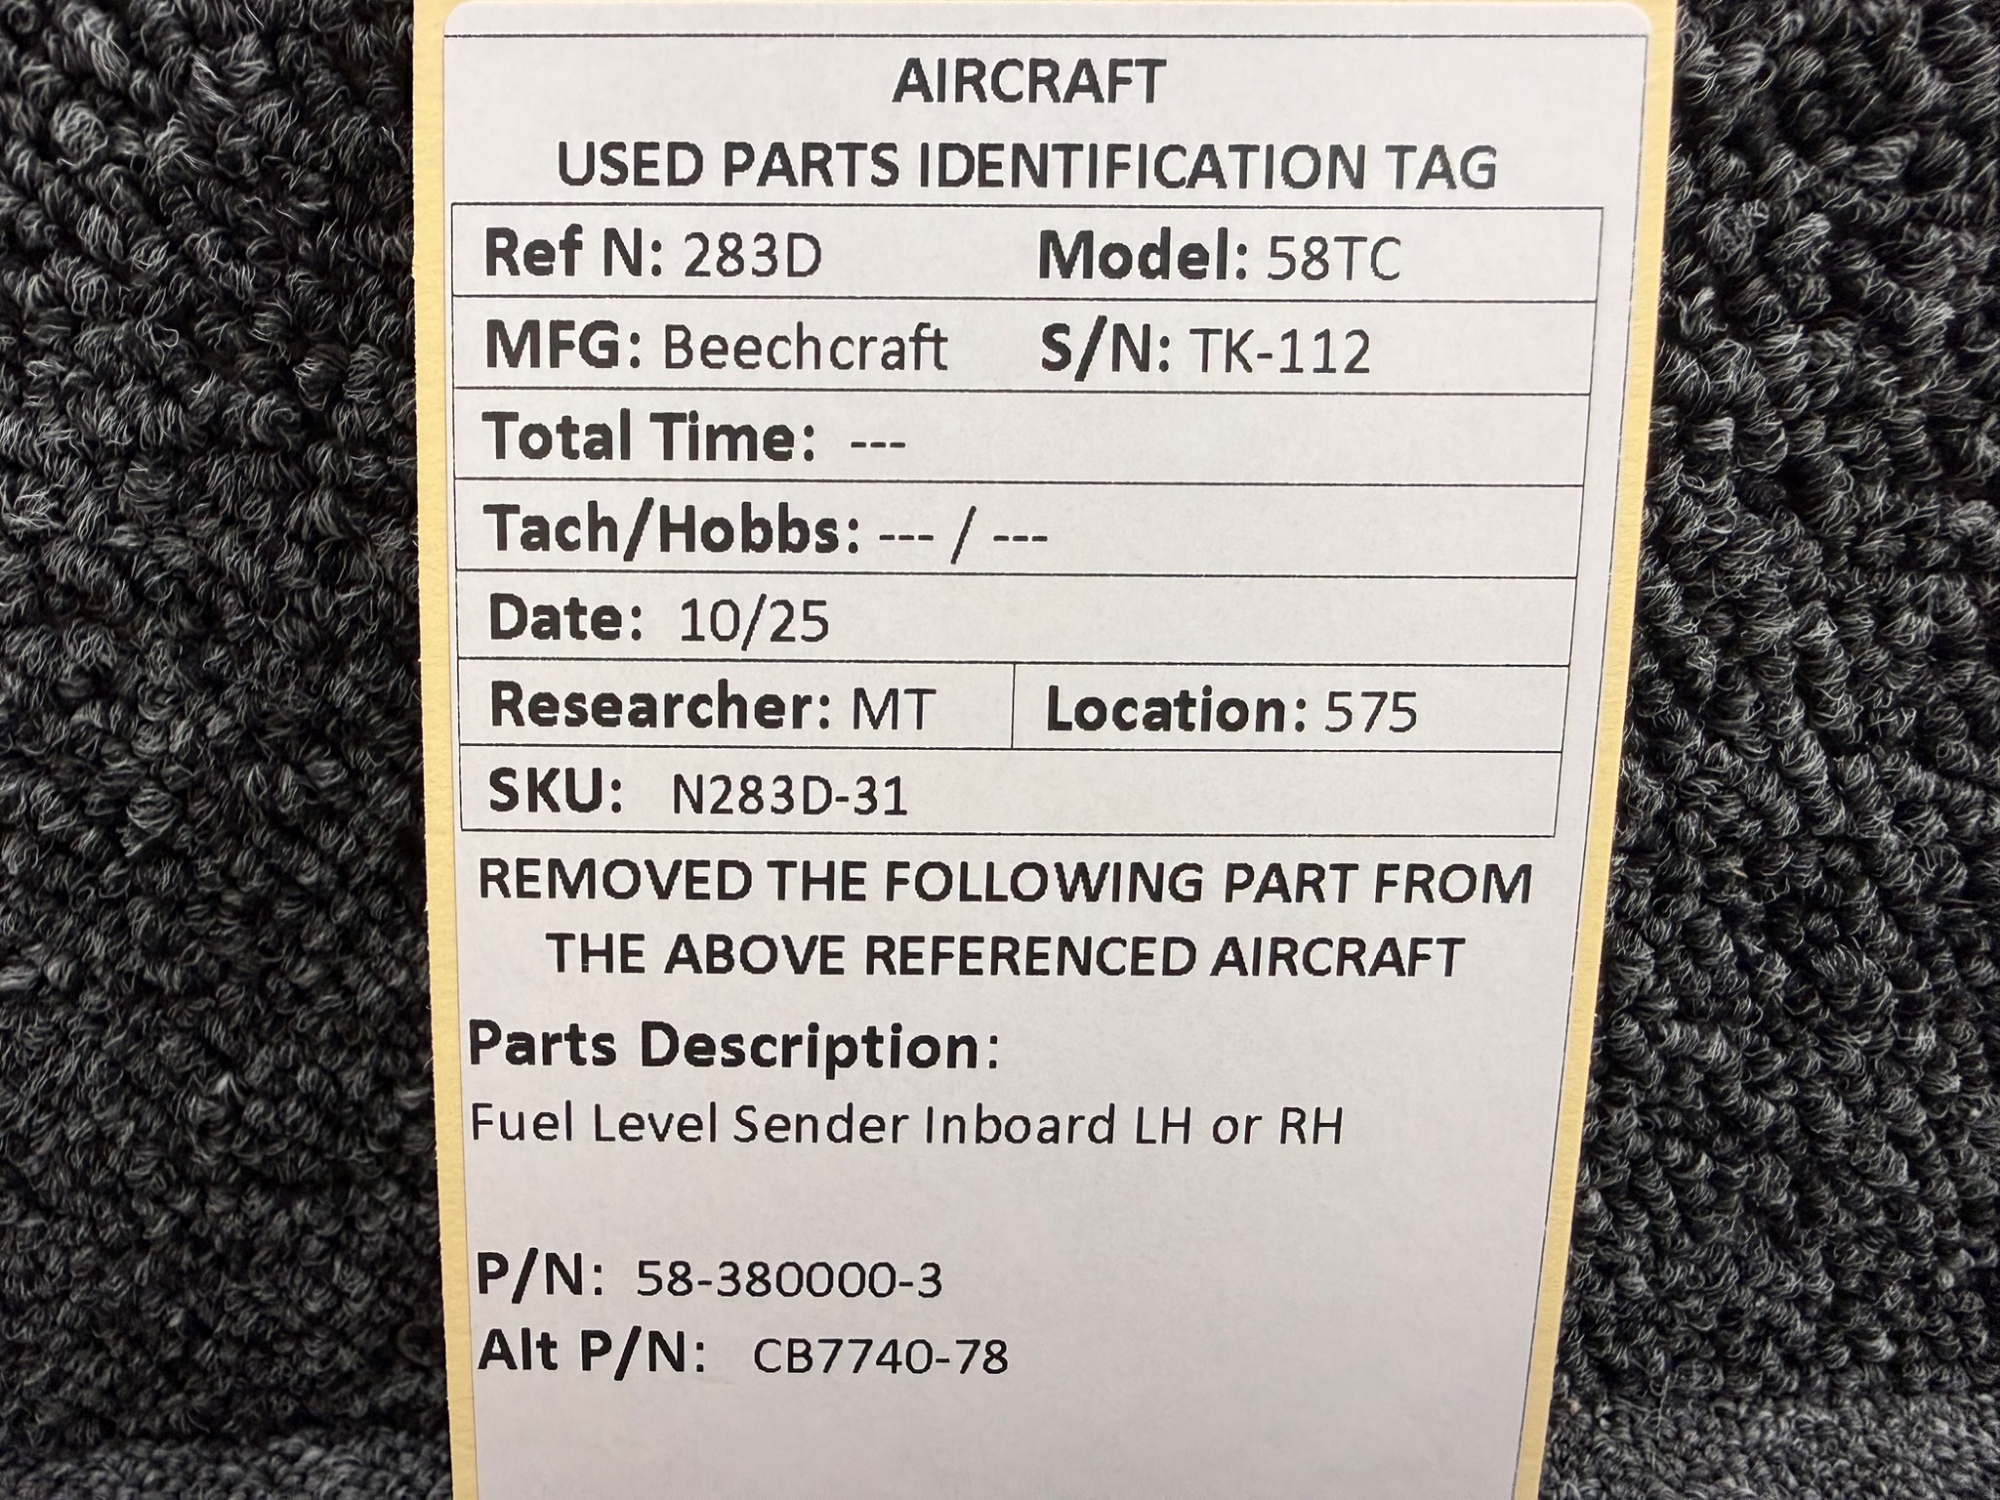 AIRCRAFT
USED PARTS IDENTIFICATION TAG
Ref N: 283D Model: 58TC
MFG: Beechcraft S/N: TK-112
Total Time: ---
Tach/Hobbs: --- / ---
Date: 10/25
Researcher: MT Location: 575
SKU: N283D-31
REMOVED THE FOLLOWING PART FROM
THE ABOVE REFERENCED AIRCRAFT
Parts Description:
Fuel Level Sender Inboard LH or RH
P/N: 58-380000-3
Alt P/N: CB7740-78